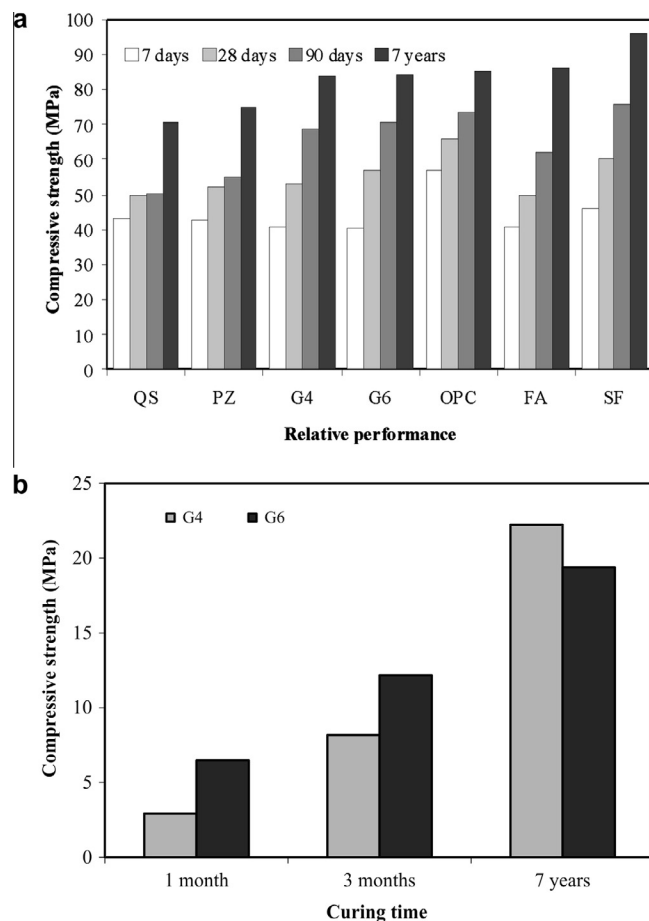 a
100
90
80
70
60
50
40
30
20
10
0
Compressive strength (MPa)
7 days 28 days 90 days 7 years
QS PZ G4 G6 OPC FA SF
Relative performance
b
25
20
15
10
5
0
Compressive strength (MPa)
G4 G6
1 month 3 months 7 years
Curing time